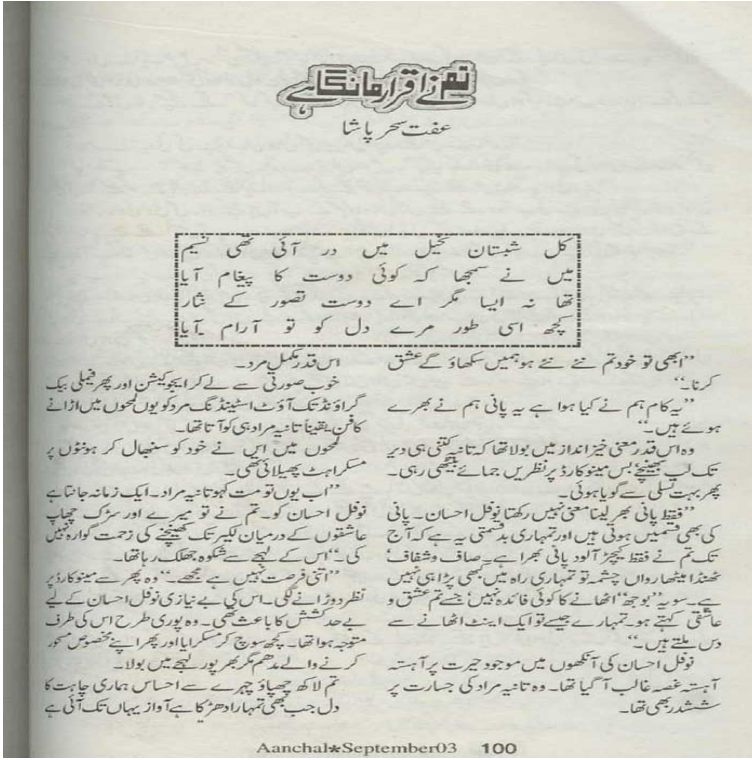 تم نے اقرار مانگا ہے
عفت سحر پاشا
کل شبستان تخیل میں در آئی تھی نسیم
میں نے سمجھا کہ کوئی دوست کا پیغام آیا
تھا نہ ایسا مگر اے دوست تصور کے نثار
کچھ اسی طور مرے دل کو تو آرام آیا
”ابھی تو خود تم نئے نئے ہو ہمیں سکھاؤ گے عشق
کرنا۔“
”یہ کام ہم نے کیا ہوا ہے یہ پانی ہم نے بھرے
ہوئے ہیں۔“
وہ اس قدر معنی خیز انداز میں بولا تھا کہ تانیہ کتنی ہی دیر
تک لب بھینچے بس مینو کارڈ پر نظریں جمائے بیٹھی رہی۔
پھر بہت تسلی سے گویا ہوئی۔
”فقط پانی بھر لینا معنی نہیں رکھتا نوفل احسان۔ پانی
کی بھی قسمیں ہوتی ہیں اور تمہاری بدقسمتی یہ ہے کہ آج
تک تم نے فقط کیچڑ آلود پانی بھرا ہے۔ صاف و شفاف‘
ٹھنڈا میٹھا رواں چشمہ تو تمہاری راہ میں کبھی پڑا ہی نہیں
ہے۔ سو یہ ”بوجھ“ اٹھانے کا کوئی فائدہ نہیں‘ جسے تم عشق و
عاشقی کہتے ہو۔ تمہارے جیسے تو ایک اینٹ اٹھانے سے
دس ملتے ہیں۔“
نوفل احسان کی آنکھوں میں موجود حیرت پر آہستہ
آہستہ غصہ غالب آ گیا تھا۔ وہ تانیہ مراد کی جسارت پر
ششدر بھی تھا۔
اس قدر مکمل مرد۔
خوب صورتی سے لے کر ایجوکیشن اور پھر فیملی بیک
گراؤنڈ تک آؤٹ اسٹینڈنگ مرد کو یوں لمحوں میں اڑانے
کا فن یقیناً تانیہ مراد ہی کو آتا تھا۔
لمحوں میں اس نے خود کو سنبھال کر ہونٹوں پر
مسکراہٹ پھیلائی تھی۔
”اب یوں تو مت کہو تانیہ مراد۔ ایک زمانہ جانتا ہے
نوفل احسان کو۔ تم نے تو میرے اور سڑک چھاپ
عاشقوں کے درمیان لکیر تک کھینچنے کی زحمت گوارہ نہیں
کی۔“ اس کے لہجے سے شکوہ جھلک رہا تھا۔
”اتنی فرصت نہیں ہے مجھے۔“ وہ پھر سے مینو کارڈ پر
نظر دوڑانے لگی۔ اس کی بے نیازی نوفل احسان کے لیے
بے حد کشش کا باعث تھی۔ وہ پوری طرح اس کی طرف
متوجہ ہوا تھا۔ کچھ سوچ کر مسکرایا اور پھر اپنے مخصوص مسحور
کرنے والے مدھم مگر بھرپور لہجے میں بولا۔
تم لاکھ چھپاؤ چہرے سے احساس ہماری چاہت کا
دل جب بھی تمہارا دھڑکا ہے آواز یہاں تک آئی ہے
Aanchal★September03 100